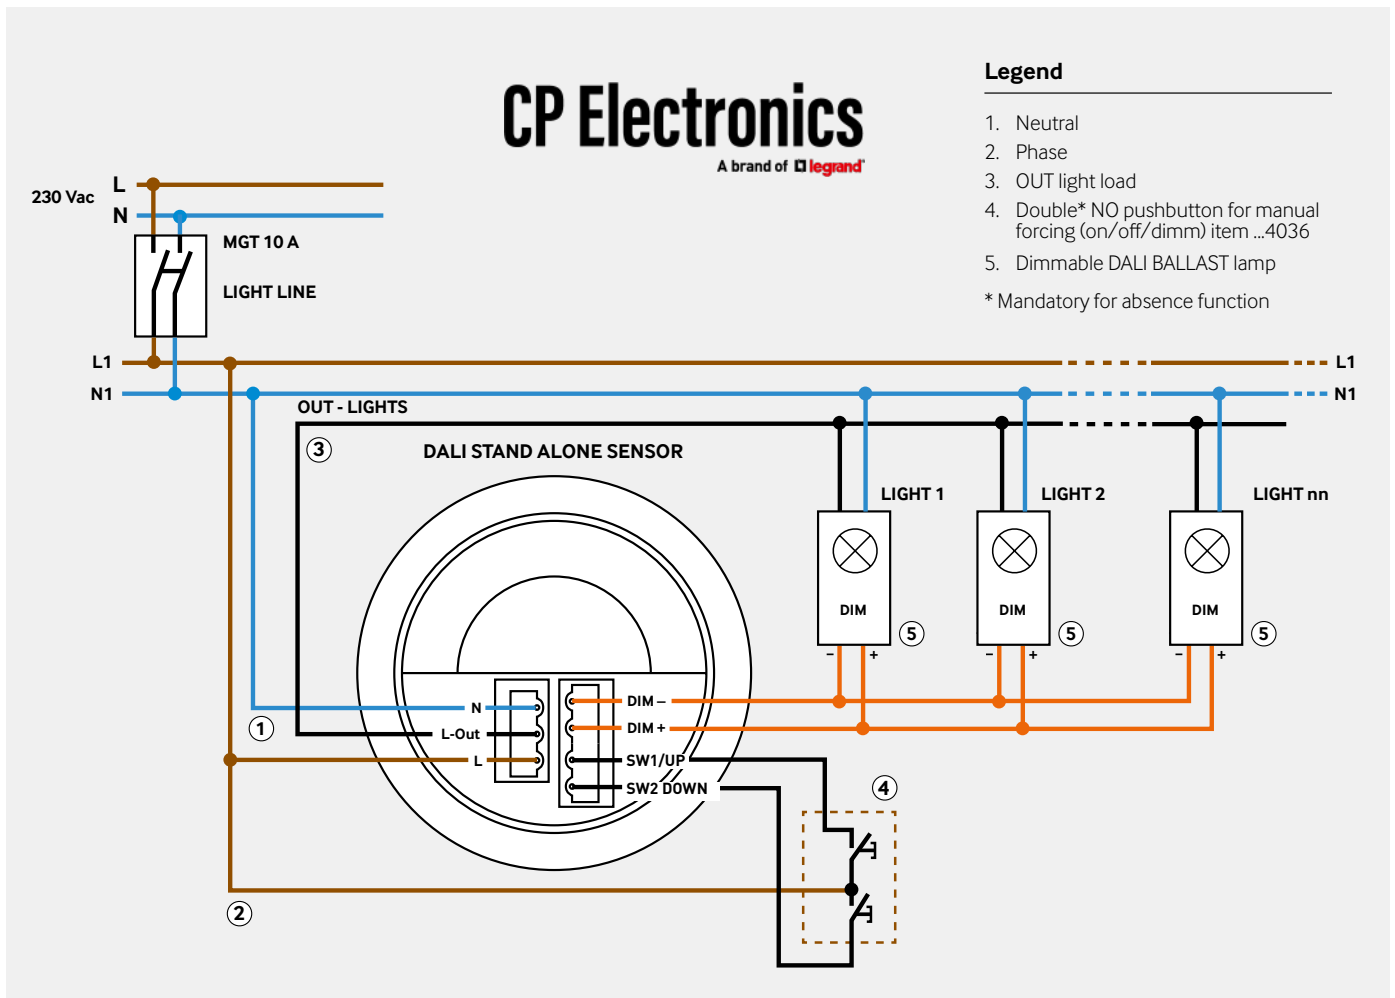 CP Electronics
A brand of legrand
Legend
1. Neutral
2. Phase
3. OUT light load
4. Double* NO pushbutton for manual
forcing (on/off/dimm) item ...4036
5. Dimmable DALI BALLAST lamp
* Mandatory for absence function
230 Vac
L
N
MGT 10 A
LIGHT LINE
L1
L1
N1
N1
OUT - LIGHTS
3
DALI STAND ALONE SENSOR
LIGHT 1
LIGHT 2
LIGHT nn
DIM
DIM
DIM
5
5
5
− +
− +
− +
N
L-Out
L
DIM −
DIM +
SW1/UP
SW2 DOWN
1
4
2